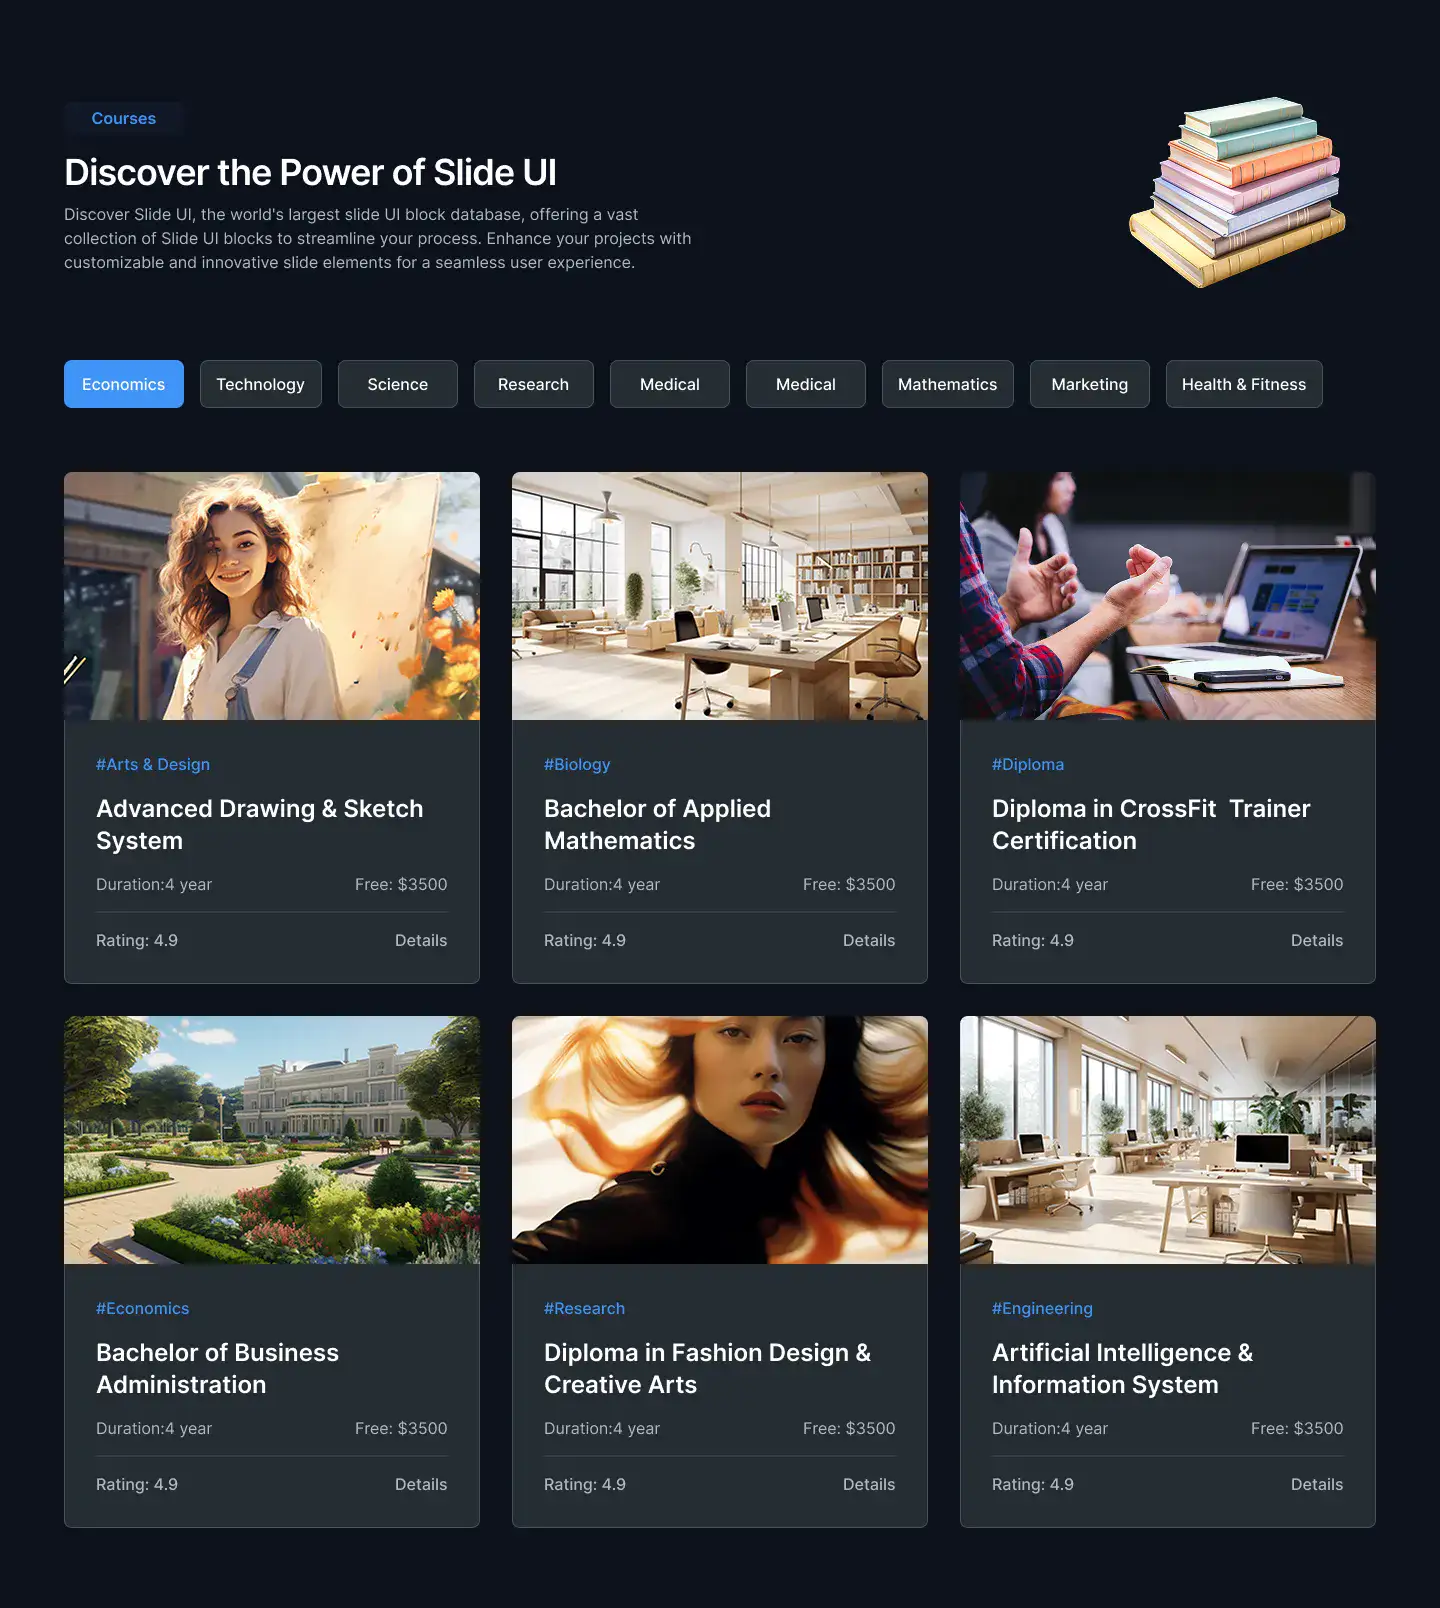 Courses
Discover the Power of Slide UI
Discover Slide UI, the world's largest slide UI block database, offering a vast
collection of Slide UI blocks to streamline your process. Enhance your projects with
customizable and innovative slide elements for a seamless user experience.
Economics
Technology
Science
Research
Medical
Medical
Mathematics
Marketing
Health & Fitness
#Arts & Design
Advanced Drawing & Sketch
System
Duration:4 year
Free: $3500
Rating: 4.9
Details
#Biology
Bachelor of Applied
Mathematics
Duration:4 year
Free: $3500
Rating: 4.9
Details
#Diploma
Diploma in CrossFit  Trainer
Certification
Duration:4 year
Free: $3500
Rating: 4.9
Details
#Economics
Bachelor of Business
Administration
Duration:4 year
Free: $3500
Rating: 4.9
Details
#Research
Diploma in Fashion Design &
Creative Arts
Duration:4 year
Free: $3500
Rating: 4.9
Details
#Engineering
Artificial Intelligence &
Information System
Duration:4 year
Free: $3500
Rating: 4.9
Details